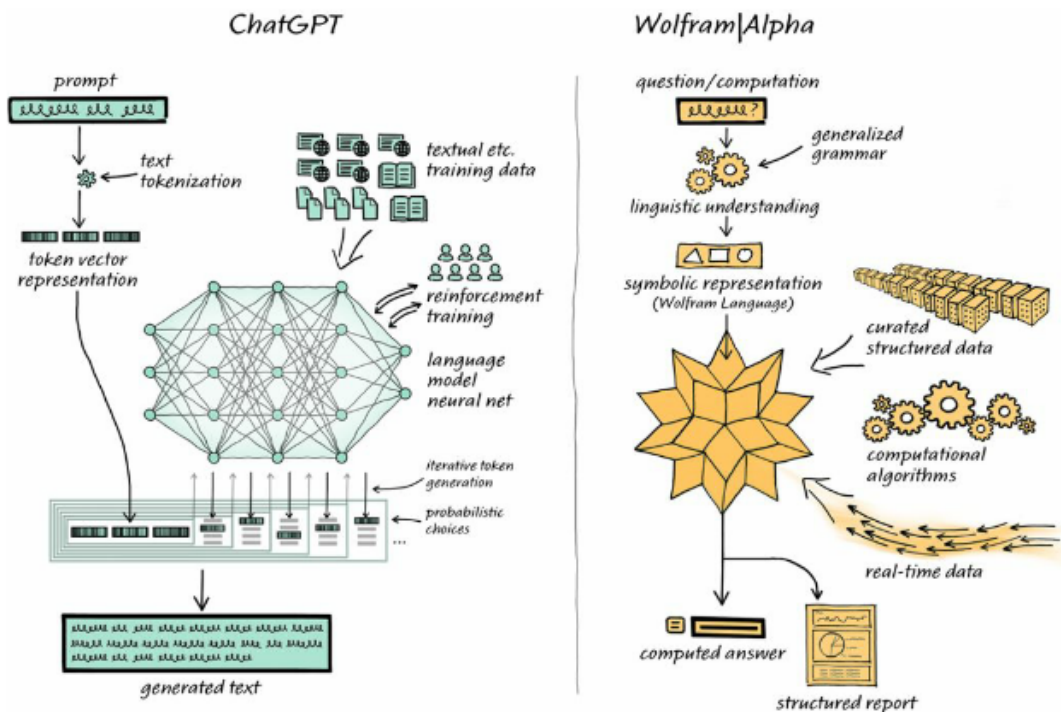 ChatGPT
prompt
text
tokenization
token vector
representation
textual etc.
training data
reinforcement
training
language
model
neural net
iterative token
generation
probabilistic
choices
...
generated text
Wolfram|Alpha
question/computation
?
generalized
grammar
linguistic understanding
symbolic representation
(Wolfram Language)
curated
structured data
computational
algorithms
real-time data
computed answer
structured report